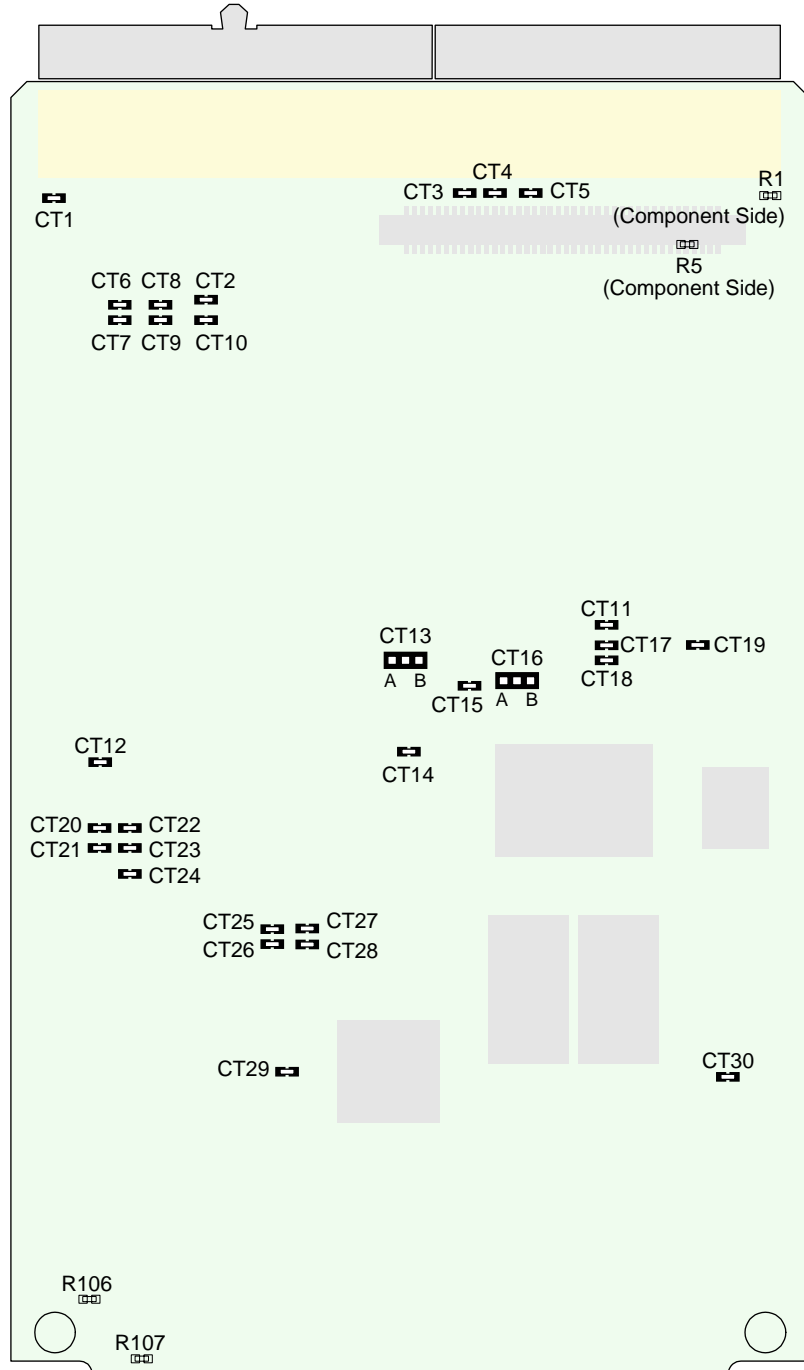 CT4
CT3
CT5
R1
CT1
(Component Side)
R5
(Component Side)
CT6 CT8 CT2
CT7 CT9 CT10
CT11
CT13
CT17
CT19
CT16
CT18
A B
CT15
A B
CT12
CT14
CT20
CT22
CT21
CT23
CT24
CT25
CT27
CT26
CT28
CT29
CT30
R106
R107